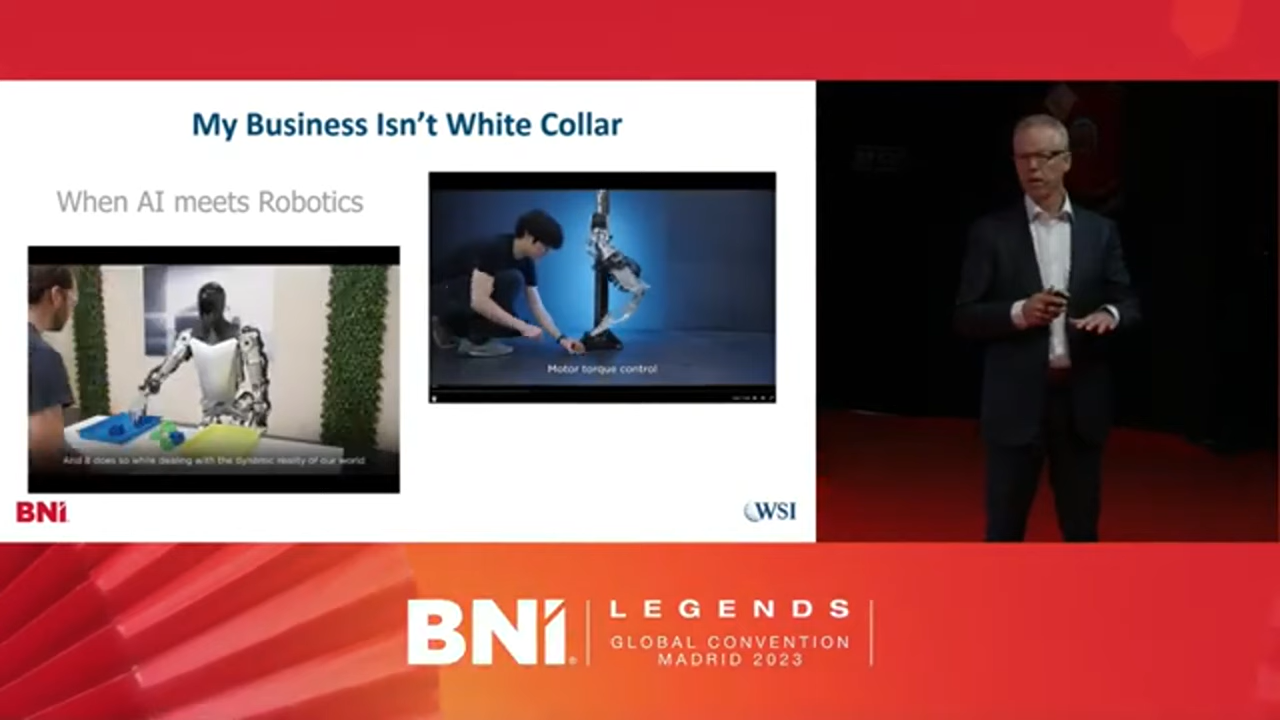 My Business Isn't White Collar
When AI meets Robotics
Motor torque control
And it does so while dealing with the dynamic reality of our world
BNI
WSI
BNI
LEGENDS
GLOBAL CONVENTION
MADRID 2023